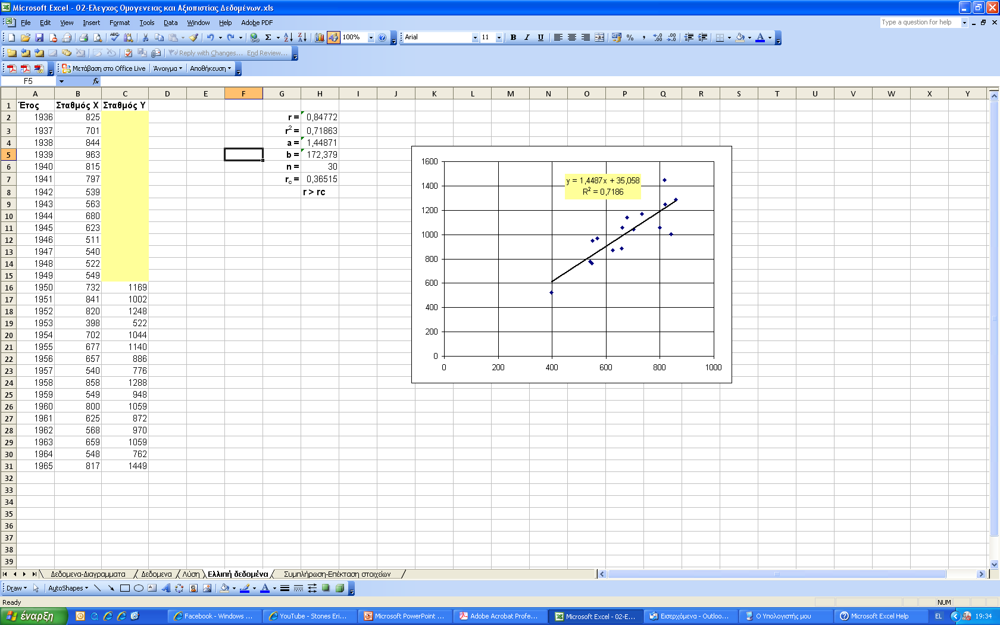 Microsoft Excel - 02-Ελεγχος Ομογενειας και Αξιοπιστίας Δεδομένων.xls
File Edit View Insert Format Tools Data Window Help Adobe PDF
Type a question for help
100%
Arial
11
B I U
Reply with Changes... End Review...
Μετάβαση στο Office Live Άνοιγμα Αποθήκευση
F5
fx
A B C D E F G H I J K L M N O P Q R S T U V W X Y
1 Έτος Σταθμός Χ Σταθμός Υ
2 1936 825 r = 0,84772
3 1937 701 r2 = 0,71863
4 1938 844 a = 1,44871
5 1939 963 b = 172,379
6 1940 815 n = 30
7 1941 797 rc = 0,36515
8 1942 539 r > rc
9 1943 563
10 1944 680
11 1945 623
12 1946 511
13 1947 540
14 1948 522
15 1949 549
16 1950 732 1169
17 1951 841 1002
18 1952 820 1248
19 1953 398 522
20 1954 702 1044
21 1955 677 1140
22 1956 657 886
23 1957 540 776
24 1958 858 1288
25 1959 549 948
26 1960 800 1059
27 1961 625 872
28 1962 568 970
29 1963 659 1059
30 1964 548 762
31 1965 817 1449
32
33
34
35
36
37
38
39
1600
1400
1200
1000
800
600
400
200
0
y = 1,4487x + 35,058
R2 = 0,7186
0 200 400 600 800 1000
Δεδομενα-Διαγραμματα Δεδομενα Λύση Ελλιπή δεδομένα Συμπλήρωση-Επέκταση στοιχείων
Draw AutoShapes
Ready
NUM
έναρξη
Facebook - Windows ... YouTube - Stones Eri... Microsoft PowerPoint ... Adobe Acrobat Profe... Microsoft Excel - 02-Ε... Εισερχόμενα - Outloo... Ο Υπολογιστής μου Microsoft Excel Help EL 19:34